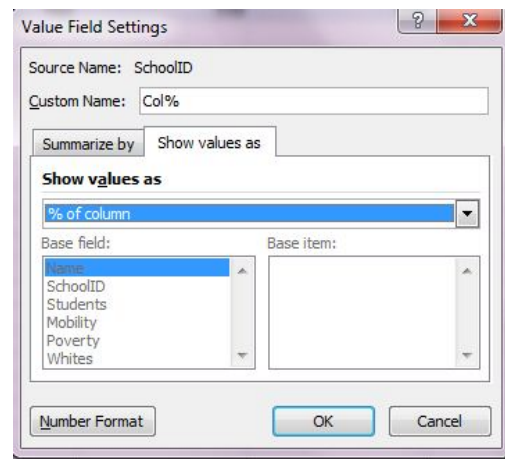 Value Field Settings
?
X
Source Name: SchoolID
Custom Name: Col%
Summarize by Show values as
Show values as
% of column
Base field: Base item:
Name
SchoolID
Students
Mobility
Poverty
Whites
Number Format OK Cancel